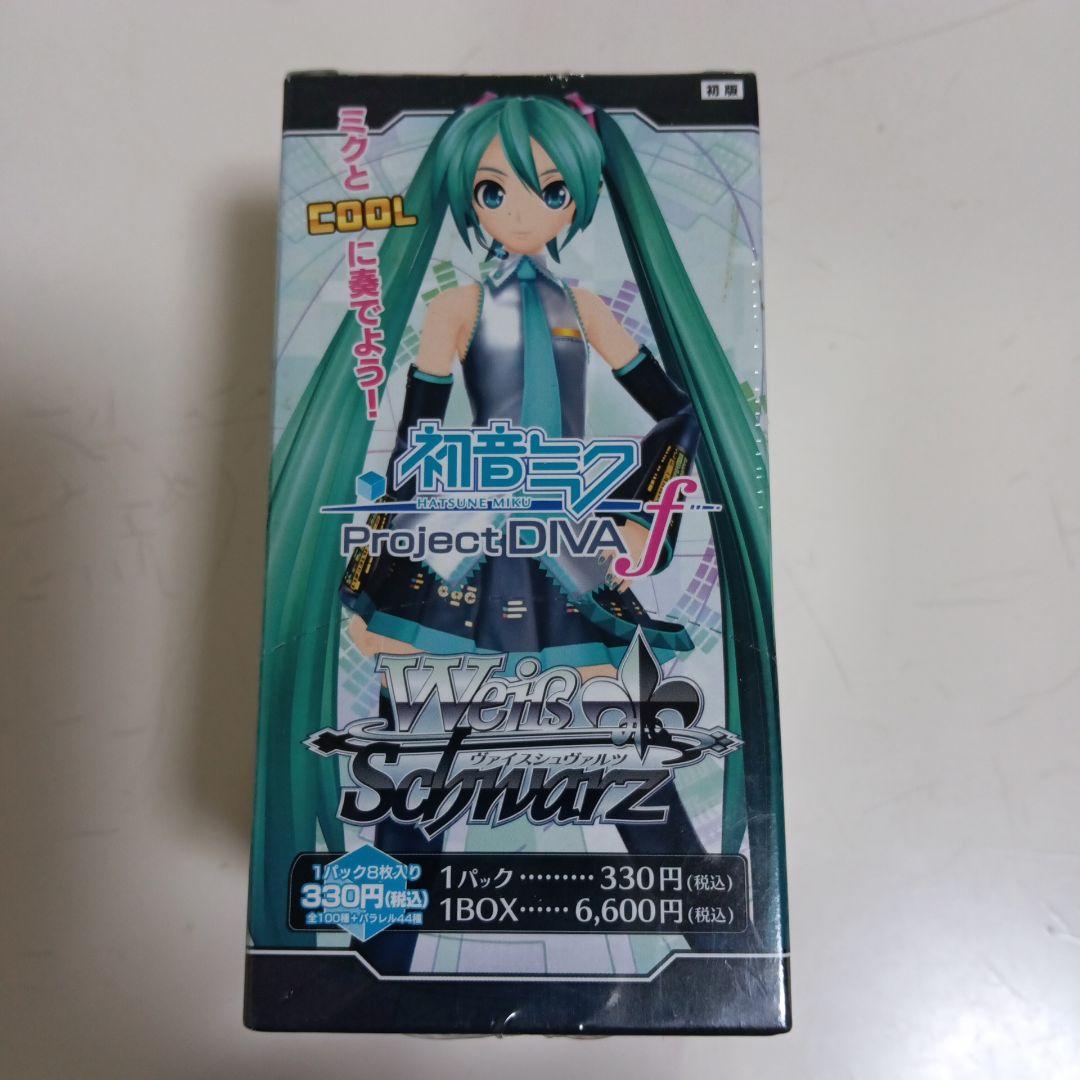 初版
ミクと
COOL
に奏でよう!
初音ミク
HATSUNE MIKU
Project DIVA f
Weiß
ヴァイスシュヴァルツ
Schwarz
1パック8枚入り
330円(税込)
全100種+パラレル44種
1パック………330円(税込)
1BOX……6,600円(税込)